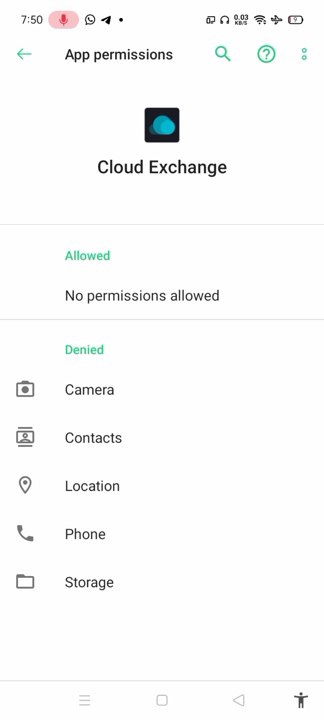 7:50
0.03
KB/S
App permissions
Cloud Exchange
Allowed
No permissions allowed
Denied
Camera
Contacts
Location
Phone
Storage